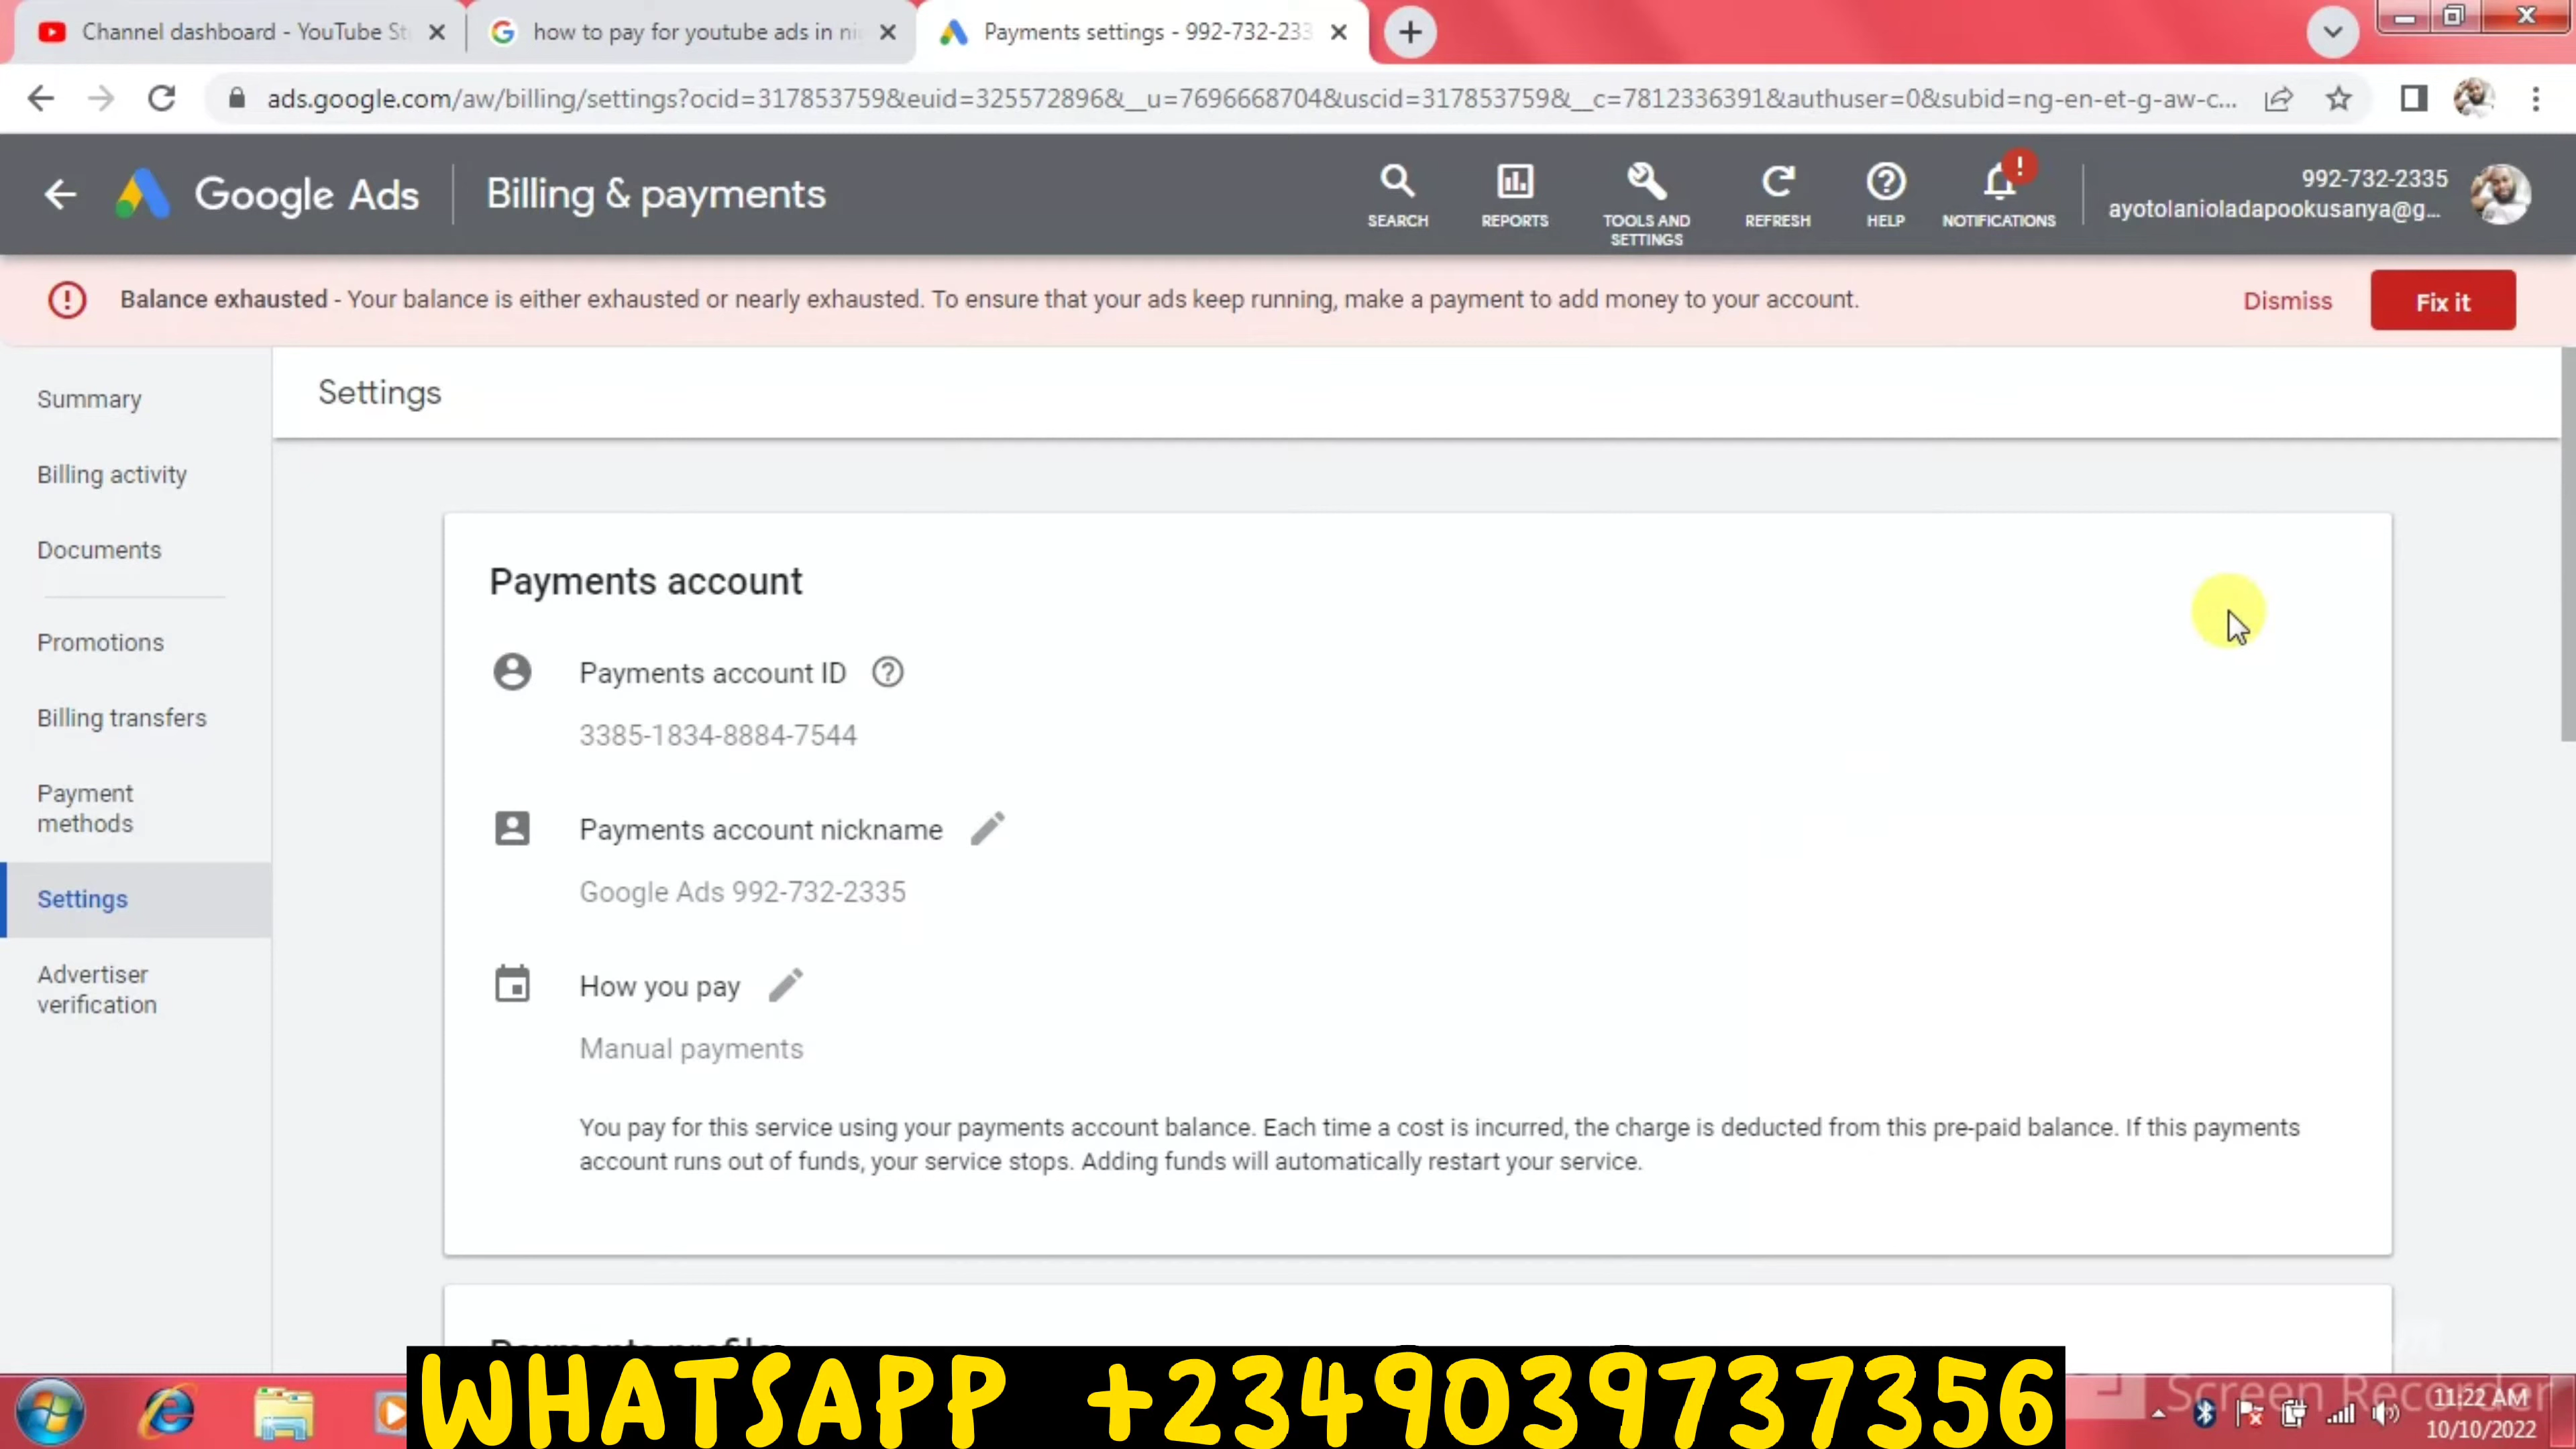 Channel dashboard - YouTube St
how to pay for youtube ads in ni
Payments settings - 992-732-233
ads.google.com/aw/billing/settings?ocid=317853759&euid=325572896&__u=7696668704&uscid=317853759&__c=7812336391&authuser=0&subid=ng-en-et-g-aw-c...
Google Ads
Billing & payments
SEARCH
REPORTS
TOOLS AND
SETTINGS
REFRESH
HELP
NOTIFICATIONS
992-732-2335
ayotolanioladapookusanya@g...
Balance exhausted - Your balance is either exhausted or nearly exhausted. To ensure that your ads keep running, make a payment to add money to your account.
Dismiss
Fix it
Summary
Billing activity
Documents
Promotions
Billing transfers
Payment
methods
Settings
Advertiser
verification
Settings
Payments account
Payments account ID
3385-1834-8884-7544
Payments account nickname
Google Ads 992-732-2335
How you pay
Manual payments
You pay for this service using your payments account balance. Each time a cost is incurred, the charge is deducted from this pre-paid balance. If this payments
account runs out of funds, your service stops. Adding funds will automatically restart your service.
Payments profile
WHATSAPP +2349039737356
Screen Recorder
11:22 AM
10/10/2022